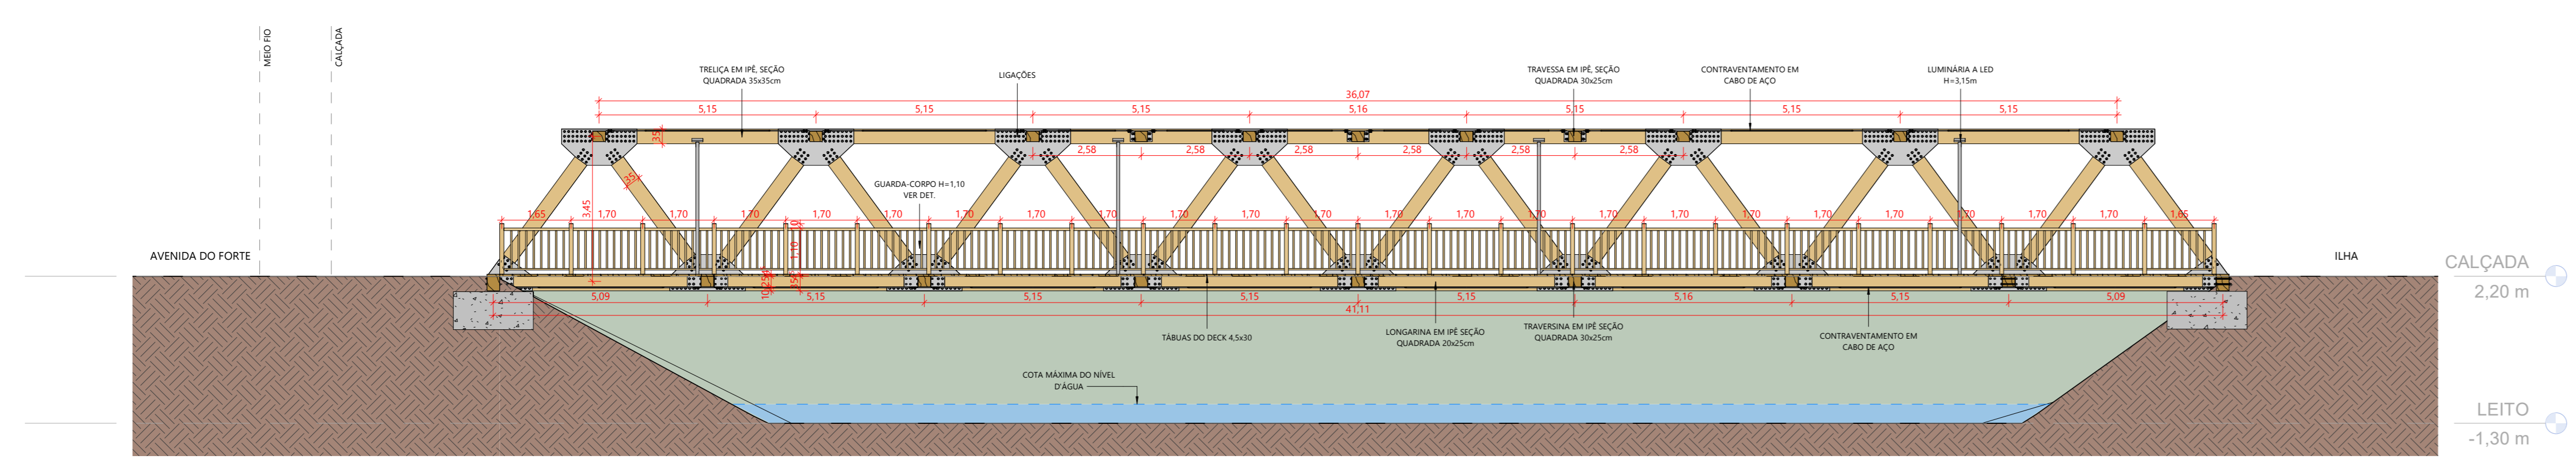 MEIO FIO
CALÇADA
TRELIÇA EM IPÊ, SEÇÃO
QUADRADA 35x35cm
LIGAÇÕES
TRAVESSA EM IPÊ, SEÇÃO
QUADRADA 30x25cm
CONTRAVENTAMENTO EM
CABO DE AÇO
LUMINÁRIA A LED
H=3,15m
36,07
5,15 5,15 5,15 5,16 5,15 5,15 5,15
35
2,58 2,58 2,58 2,58 2,58 2,58
35
GUARDA-CORPO H=1,10
VER DET.
3,45
1,65 1,70 1,70 1,70 1,70 1,70 1,70 1,70 1,70 1,70 1,70 1,70 1,70 1,70 1,70 1,70 1,70 1,70 1,70 1,70 1,70 1,70 1,70 1,65
10
1,10
AVENIDA DO FORTE
ILHA
CALÇADA
2,20 m
5,09 5,15 5,15 5,15 5,15 5,16 5,15 5,09
41,11
TÁBUAS DO DECK 4,5x30
LONGARINA EM IPÊ SEÇÃO
QUADRADA 20x25cm
TRAVERSINA EM IPÊ SEÇÃO
QUADRADA 30x25cm
CONTRAVENTAMENTO EM
CABO DE AÇO
COTA MÁXIMA DO NÍVEL
D'ÁGUA
LEITO
-1,30 m